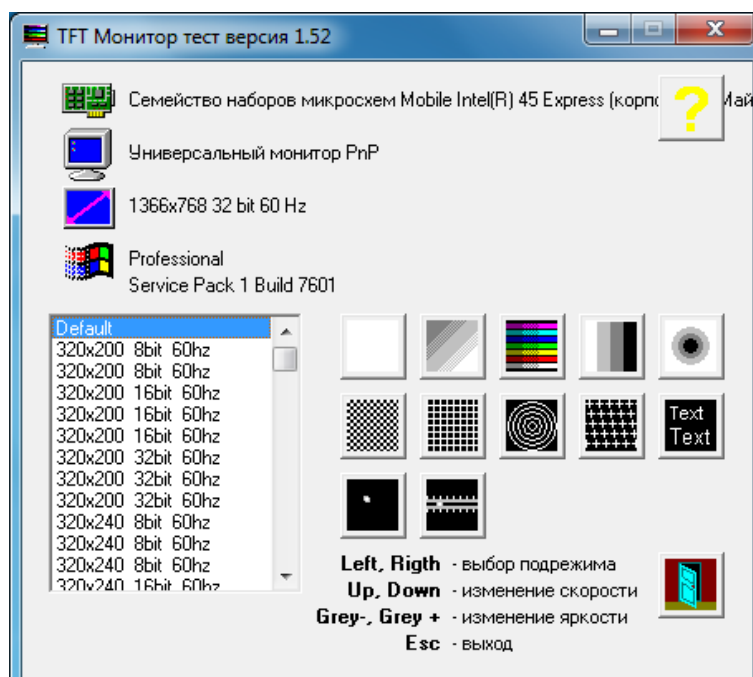 TFT Монитор тест версия 1.52
Семейство наборов микросхем Mobile Intel(R) 45 Express (корпо Май
?
Универсальный монитор PnP
1366x768 32 bit 60 Hz
Professional
Service Pack 1 Build 7601
Default
320x200 8bit 60hz
320x200 8bit 60hz
320x200 16bit 60hz
320x200 16bit 60hz
320x200 16bit 60hz
320x200 32bit 60hz
320x200 32bit 60hz
320x200 32bit 60hz
320x240 8bit 60hz
320x240 8bit 60hz
320x240 8bit 60hz
320x240 16bit 60hz
Text
Text
Left, Rigth - выбор подрежима
Up, Down - изменение скорости
Grey-, Grey + - изменение яркости
Esc - выход